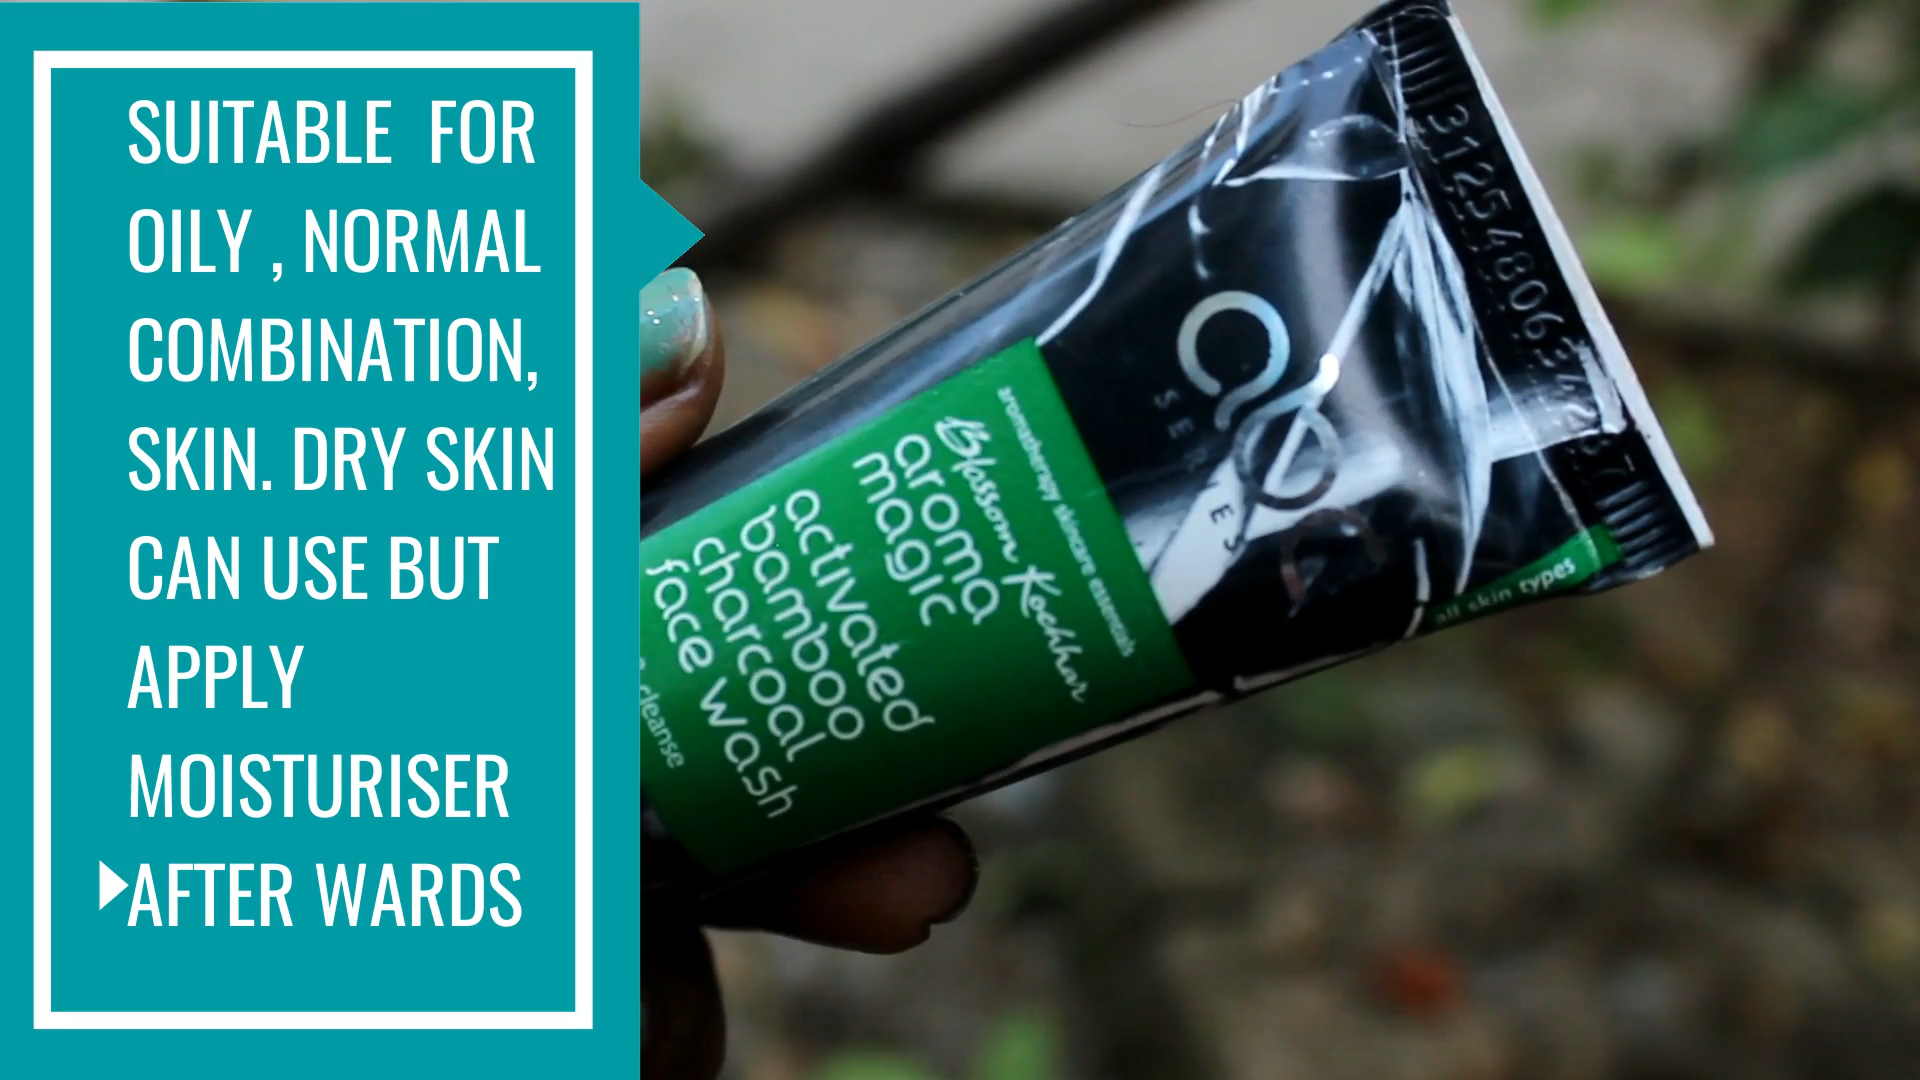 SUITABLE FOR
OILY , NORMAL
COMBINATION,
SKIN. DRY SKIN
CAN USE BUT
APPLY
MOISTURISER
AFTER WARDS
aromatherapy skincare essentials
Blossom Kochhar
aroma
magic
activated
bamboo
charcoal
face wash
cleanse
SERIES
all skin types